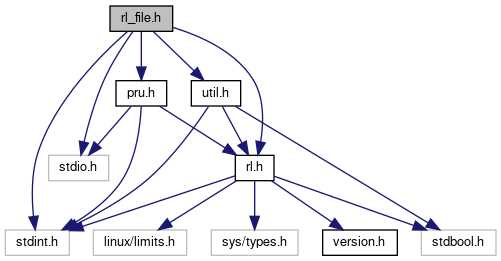 rl_file.h
pru.h
util.h
stdio.h
rl.h
stdint.h
linux/limits.h
sys/types.h
version.h
stdbool.h